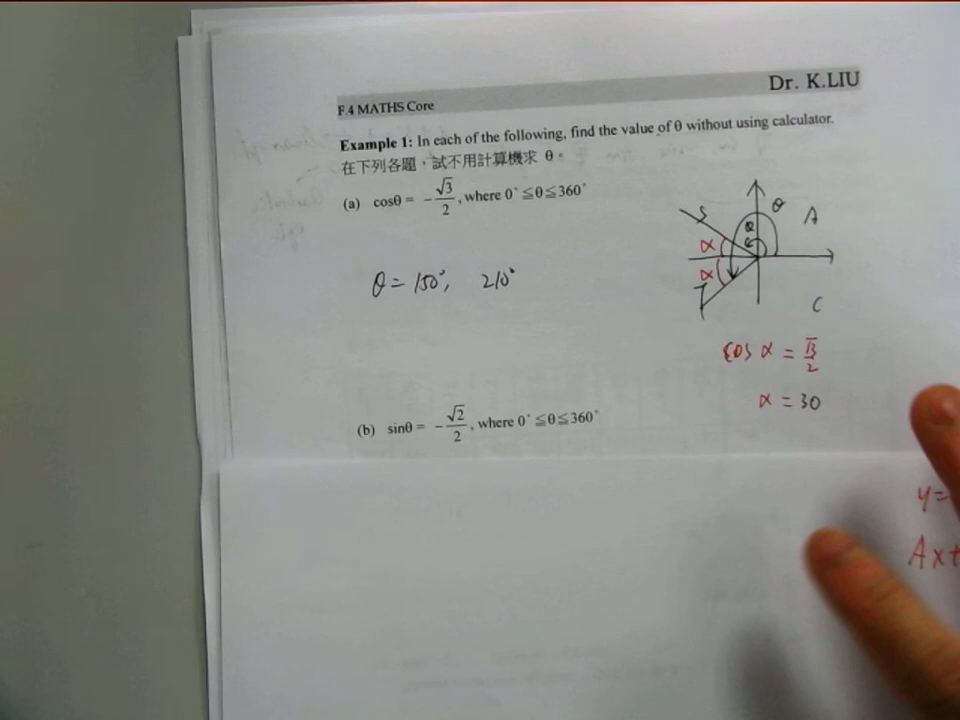 Dr. K.LIU
F.4 MATHS Core
Example 1: In each of the following, find the value of θ without using calculator.
在下列各題，試不用計算機求 θ。
(a) cosθ = -√3/2, where 0° ≦θ≦360°
S
θ
A
α
θ
α
T
C
θ = 150°, 210°
cos α = √3/2
α = 30
(b) sinθ = -√2/2, where 0° ≦θ≦360°
y=
Ax+